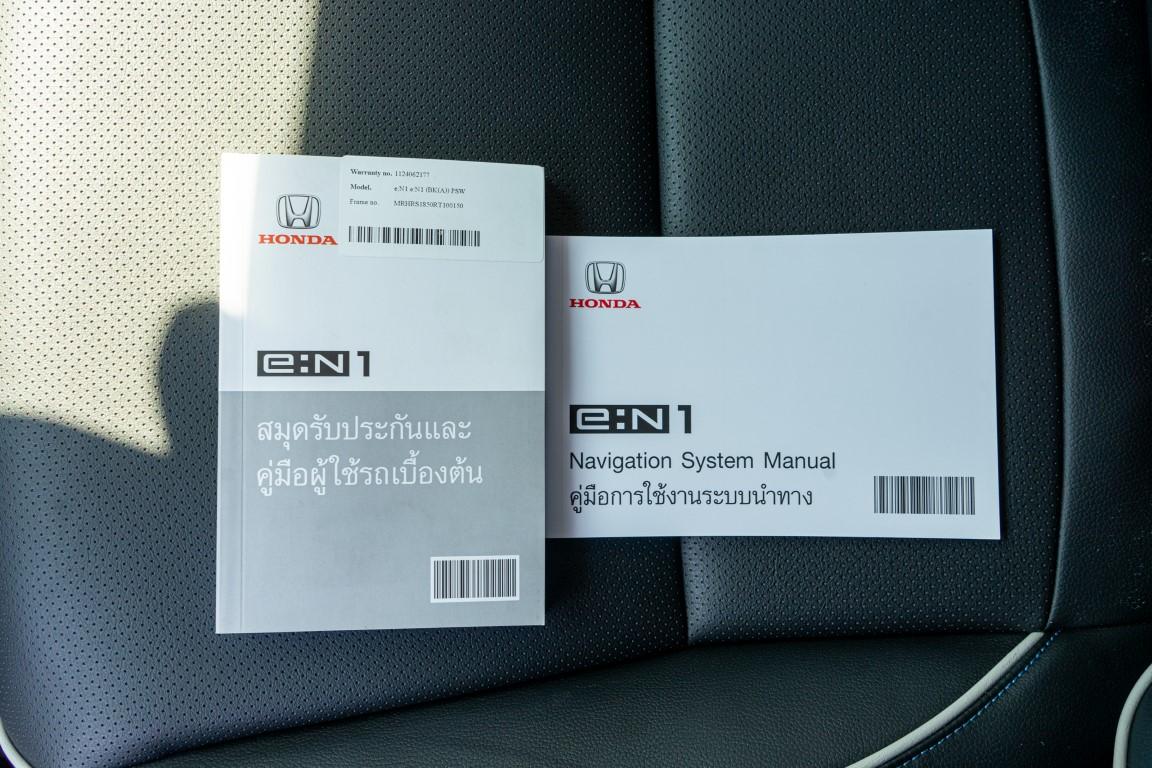 Warranty no. 1124062177
Model. e:N1 e:N1 (BK(A)) PSW
Frame no. MRHRS1850RT100150
HONDA
e:N1
สมุดรับประกันและ
คู่มือผู้ใช้รถเบื้องต้น
HONDA
e:N1
Navigation System Manual
คู่มือการใช้งานระบบนำทาง